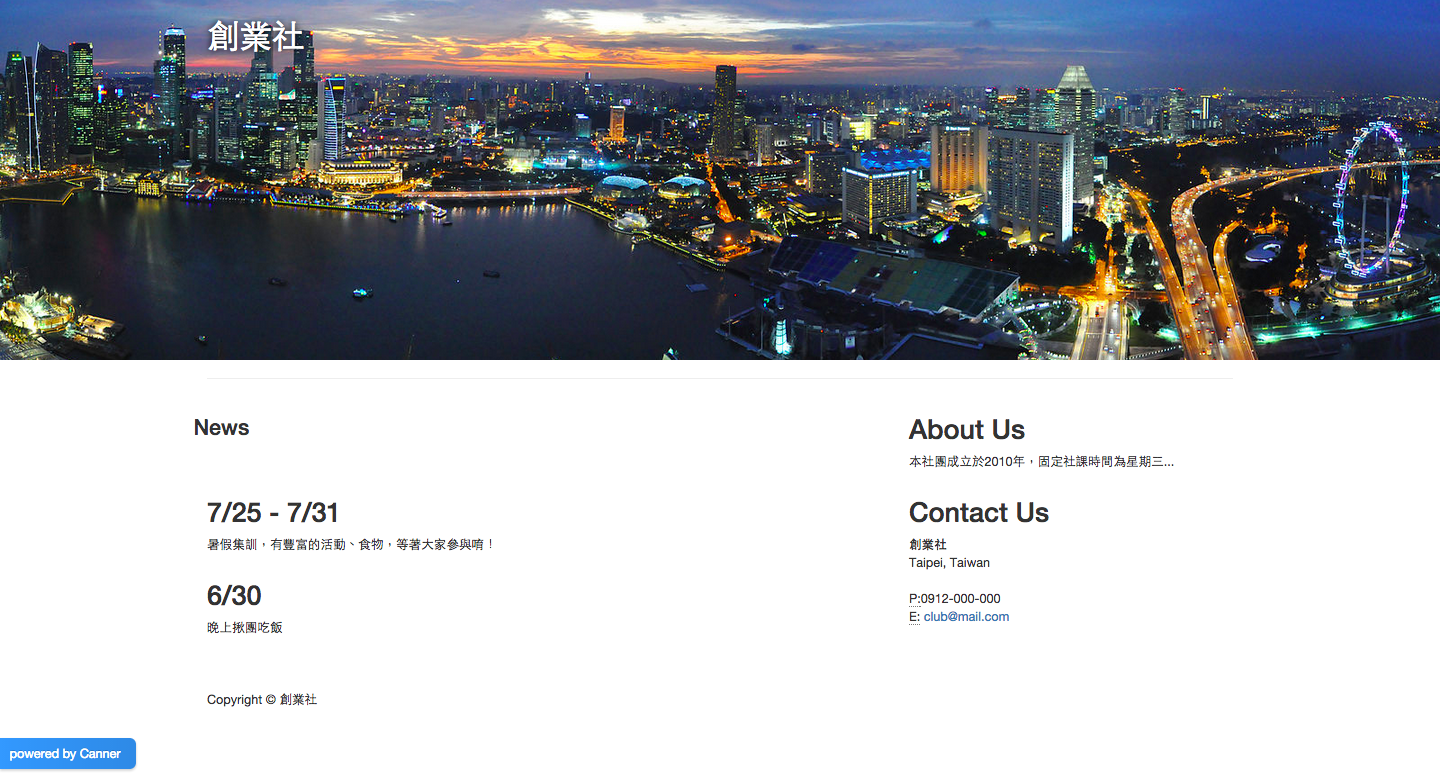 創業社
News
7/25 - 7/31
暑假集訓，有豐富的活動、食物，等著大家參與唷！
6/30
晚上揪團吃飯
About Us
本社團成立於2010年，固定社課時間為星期三...
Contact Us
創業社
Taipei, Taiwan
P:0912-000-000
E: club@mail.com
Copyright © 創業社
powered by Canner